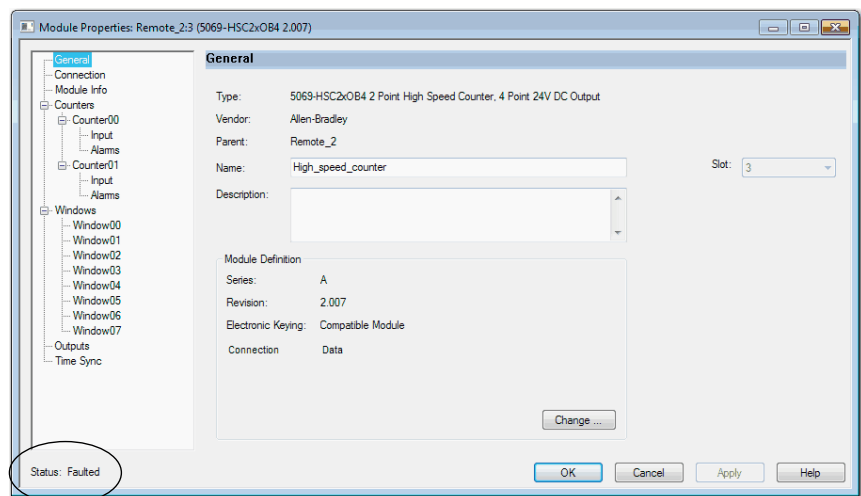 Module Properties: Remote_2:3 (5069-HSC2xOB4 2.007)
General
Connection
Module Info
Counters
Counter00
Input
Alarms
Counter01
Input
Alarms
Windows
Window00
Window01
Window02
Window03
Window04
Window05
Window06
Window07
Outputs
Time Sync
General
Type: 5069-HSC2xOB4 2 Point High Speed Counter, 4 Point 24V DC Output
Vendor: Allen-Bradley
Parent: Remote_2
Name: High_speed_counter Slot: 3
Description:
Module Definition
Series: A
Revision: 2.007
Electronic Keying: Compatible Module
Connection Data
Change ...
Status: Faulted OK Cancel Apply Help